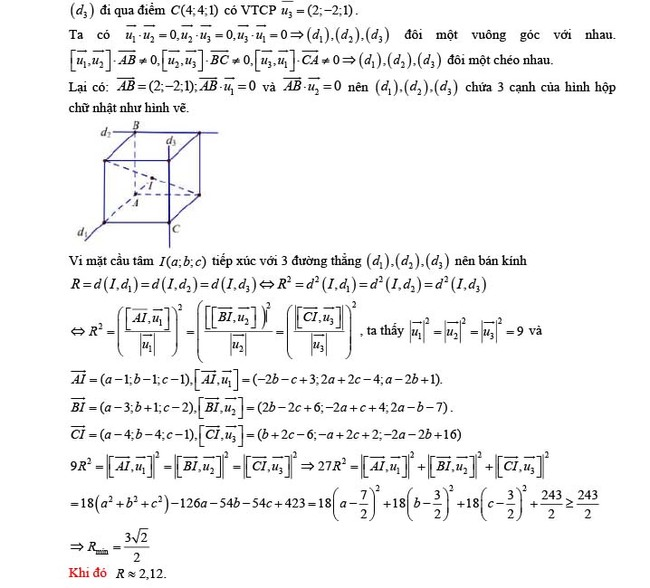 (d₃) đi qua điểm C(4;4;1) có VTCP u₃⃗ = (2;−2;1).
Ta có u₁⃗·u₂⃗ = 0, u₂⃗·u₃⃗ = 0, u₃⃗·u₁⃗ = 0 ⇒ (d₁),(d₂),(d₃) đôi một vuông góc với nhau.
[u₁⃗,u₂⃗]·AB⃗ ≠ 0, [u₂⃗,u₃⃗]·BC⃗ ≠ 0, [u₃⃗,u₁⃗]·CA⃗ ≠ 0 ⇒ (d₁),(d₂),(d₃) đôi một chéo nhau.
Lại có: AB⃗ = (2;−2;1); AB⃗·u₁⃗ = 0 và AB⃗·u₂⃗ = 0 nên (d₁),(d₂),(d₃) chứa 3 cạnh của hình hộp
chữ nhật như hình vẽ.
d₂ B
d₃
I
A
d₁ C
Vì mặt cầu tâm I(a;b;c) tiếp xúc với 3 đường thẳng (d₁),(d₂),(d₃) nên bán kính
R = d(I,d₁) = d(I,d₂) = d(I,d₃) ⇔ R² = d²(I,d₁) = d²(I,d₂) = d²(I,d₃)
⇔ R² = ([AI⃗,u₁⃗]/|u₁⃗|)² = ([[BI⃗,u₂⃗])/|u₂⃗|)² = (|[CI⃗,u₃⃗]|/|u₃⃗|)², ta thấy |u₁⃗|² = |u₂⃗|² = |u₃⃗|² = 9 và
AI⃗ = (a−1;b−1;c−1), [AI⃗,u₁⃗] = (−2b−c+3;2a+2c−4;a−2b+1).
BI⃗ = (a−3;b+1;c−2), [BI⃗,u₂⃗] = (2b−2c+6;−2a+c+4;2a−b−7).
CI⃗ = (a−4;b−4;c−1), [CI⃗,u₃⃗] = (b+2c−6;−a+2c+2;−2a−2b+16)
9R² = |[AI⃗,u₁⃗]|² = |[BI⃗,u₂⃗]|² = |[CI⃗,u₃⃗]|² ⇒ 27R² = |[AI⃗,u₁⃗]|² + |[BI⃗,u₂⃗]|² + |[CI⃗,u₃⃗]|²
= 18(a²+b²+c²)−126a−54b−54c+423 = 18(a−7/2)² + 18(b−3/2)² + 18(c−3/2)² + 243/2 ≥ 243/2
⇒ Rₘᵢₙ = 3√2/2
Khi đó R ≈ 2,12.